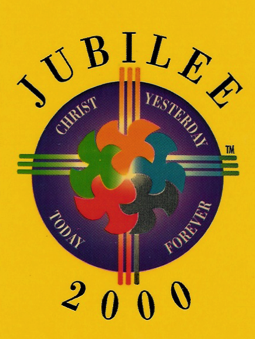 JUBILEE
CHRIST
YESTERDAY
TM
TODAY
FOREVER
2000